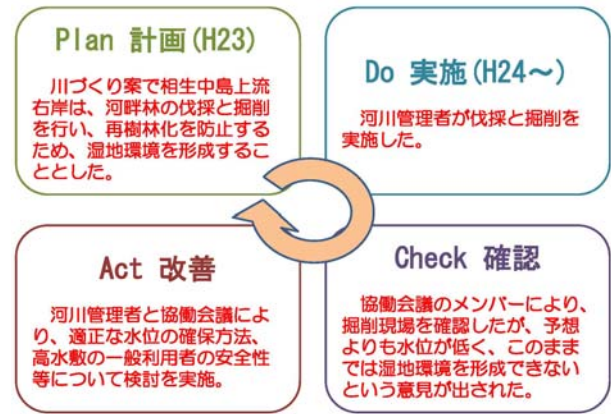 Plan 計画(H23)
川づくり案で相生中島上流
右岸は、河畔林の伐採と掘削
を行い、再樹林化を防止する
ため、湿地環境を形成するこ
ととした。
Do 実施(H24～)
河川管理者が伐採と掘削を
実施した。
Act 改善
河川管理者と協働会議によ
り、適正な水位の確保方法、
高水敷の一般利用者の安全性
等について検討を実施。
Check 確認
協働会議のメンバーにより、
掘削現場を確認したが、予想
よりも水位が低く、このまま
では湿地環境を形成できない
という意見が出された。